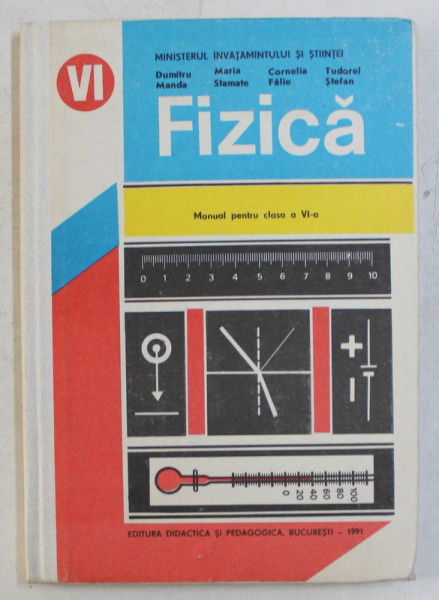 VI
MINISTERUL ÎNVĂȚĂMÎNTULUI ȘI ȘTIINȚEI
Dumitru Manda
Maria Stamate
Cornelia Fălie
Tudorel Ștefan
Fizică
Manual pentru clasa a VI-a
0 1 2 3 4 5 6 7 8 9 10
+
−
0 20 40 60 80 100
EDITURA DIDACTICĂ ȘI PEDAGOGICĂ, BUCUREȘTI – 1991